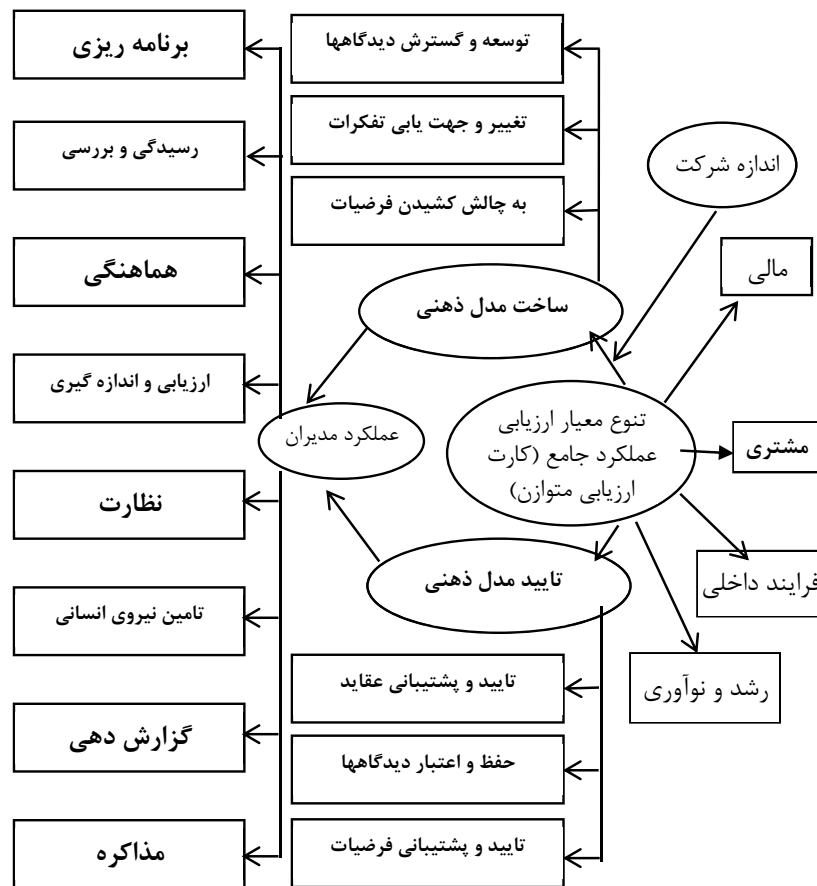 اندازه شرکت
مالی
تنوع معیار ارزیابی
عملکرد جامع (کارت
ارزیابی متوازن)
مشتری
فرایند داخلی
رشد و نوآوری
توسعه و گسترش دیدگاهها
تغییر و جهت یابی تفکرات
به چالش کشیدن فرضیات
ساخت مدل ذهنی
عملکرد مدیران
تایید مدل ذهنی
تایید و پشتیبانی عقاید
حفظ و اعتبار دیدگاهها
تایید و پشتیبانی فرضیات
برنامه ریزی
رسیدگی و بررسی
هماهنگی
ارزیابی و اندازه گیری
نظارت
تامین نیروی انسانی
گزارش دهی
مذاکره